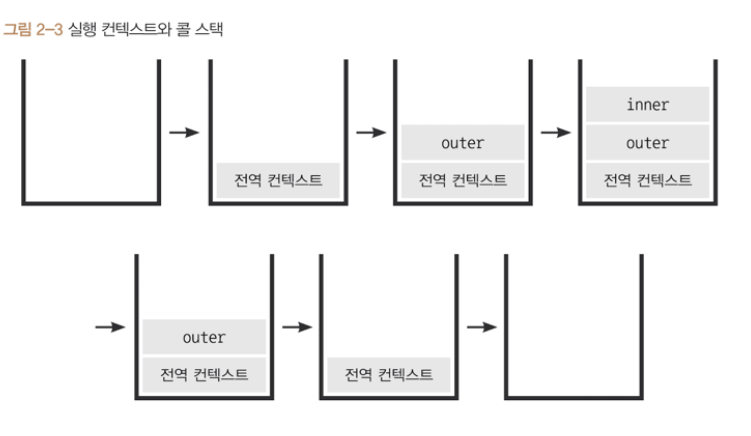 그림 2-3 실행 컨텍스트와 콜 스택
전역 컨텍스트
outer
전역 컨텍스트
inner
outer
전역 컨텍스트
outer
전역 컨텍스트
전역 컨텍스트